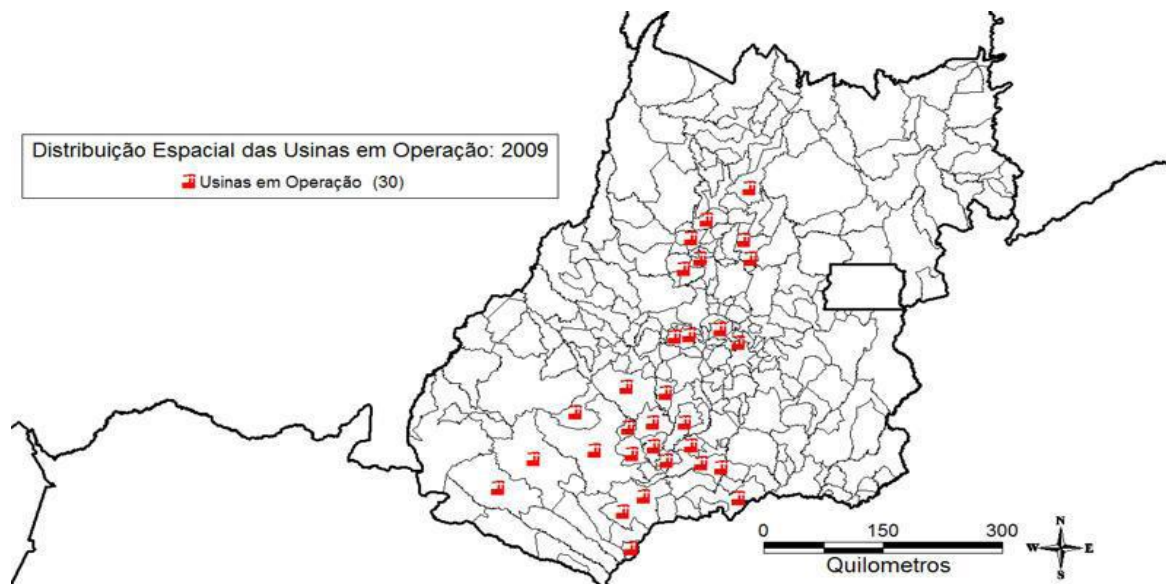 Distribuição Espacial das Usinas em Operação: 2009
Usinas em Operação (30)
0 150 300
Quilometros
N
W E
S